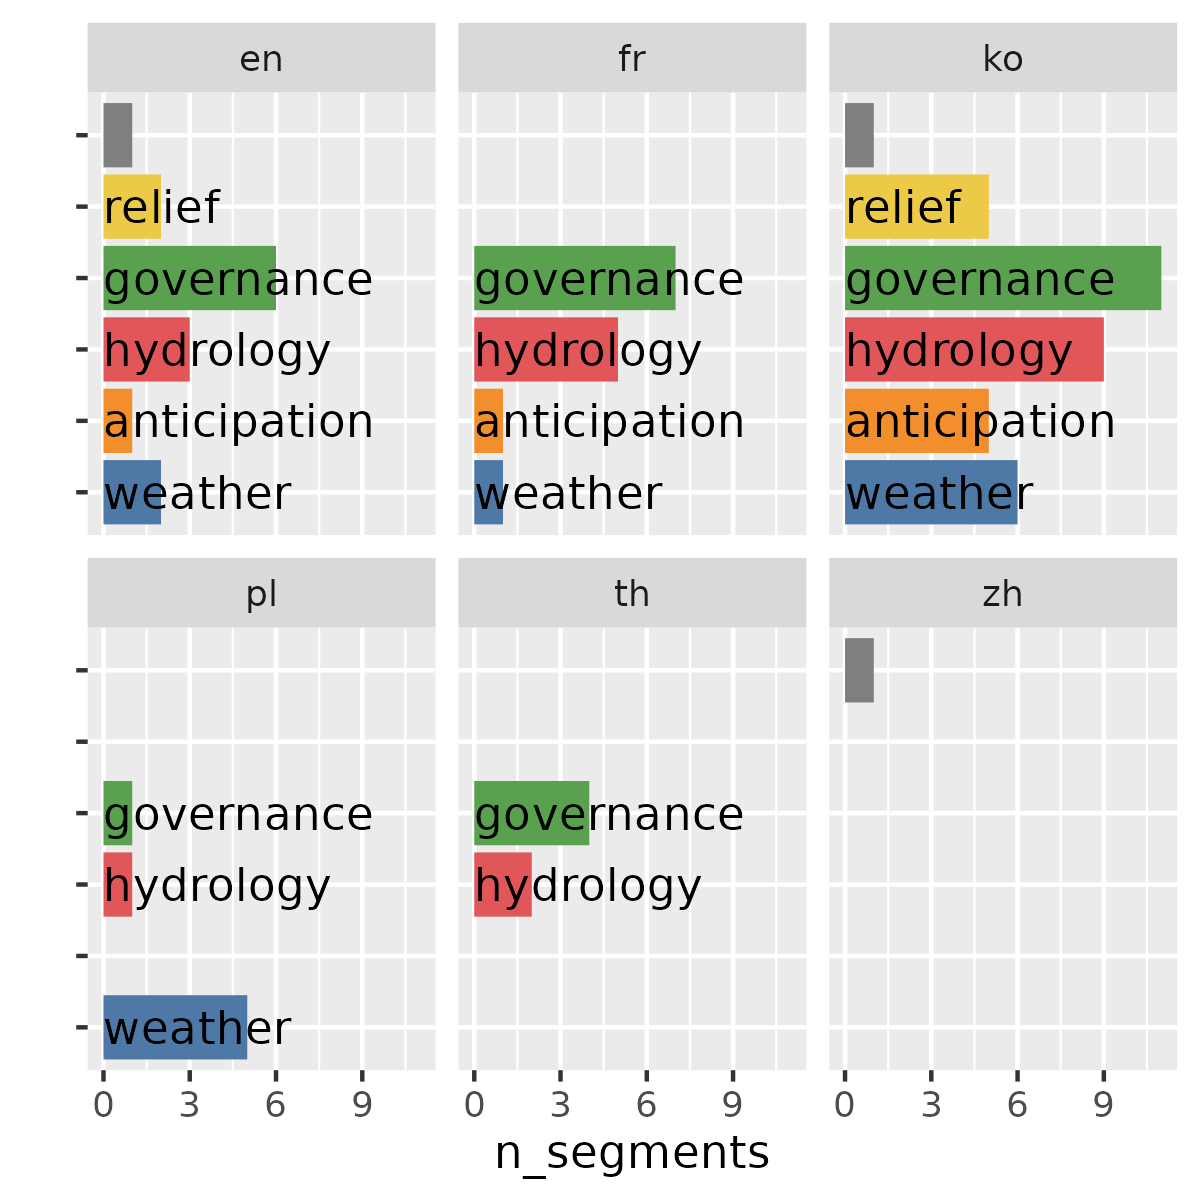 en
relief
governance
hydrology
anticipation
weather
fr
governance
hydrology
anticipation
weather
ko
relief
governance
hydrology
anticipation
weather
pl
governance
hydrology
weather
0 3 6 9
th
governance
hydrology
0 3 6 9
zh
0 3 6 9
n_segments